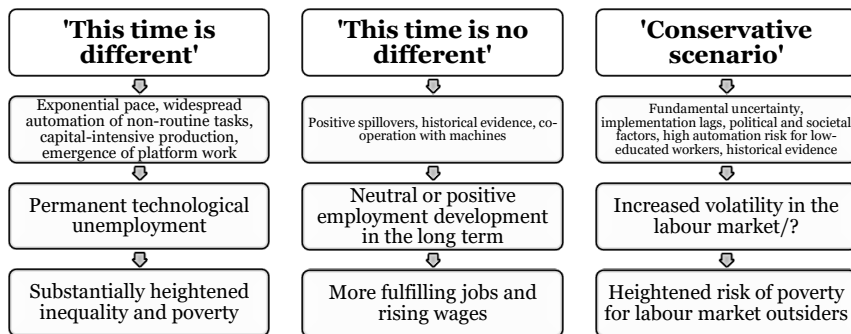 'This time is
different'
Exponential pace, widespread
automation of non-routine tasks,
capital-intensive production,
emergence of platform work
Permanent technological
unemployment
Substantially heightened
inequality and poverty
'This time is no
different'
Positive spillovers, historical evidence, co-
operation with machines
Neutral or positive
employment development
in the long term
More fulfilling jobs and
rising wages
'Conservative
scenario'
Fundamental uncertainty,
implementation lags, political and societal
factors, high automation risk for low-
educated workers, historical evidence
Increased volatility in the
labour market/?
Heightened risk of poverty
for labour market outsiders